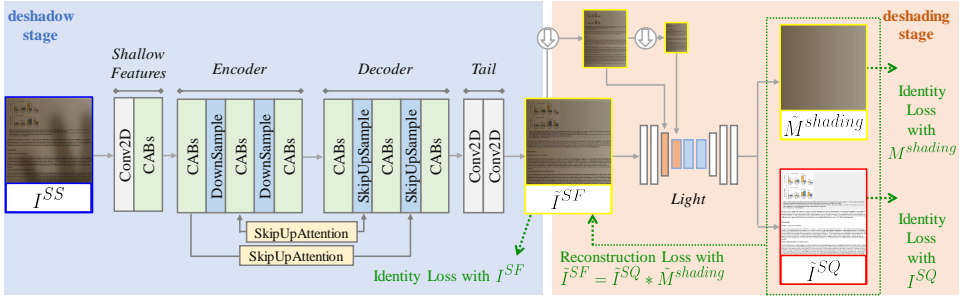 deshadow
stage
Shallow
Features
Encoder
Decoder
Tail
Conv2D
CABs
CABs
DownSample
CABs
DownSample
CABs
CABs
SkipUpSample
CABs
SkipUpSample
CABs
Conv2D
Conv2D
I^{SS}
SkipUpAttention
SkipUpAttention
Ĩ^{SF}
Identity Loss with I^{SF}
deshading
stage
Light
M̃^{shading}
Identity
Loss
with
M^{shading}
Ĩ^{SQ}
Identity
Loss
with
I^{SQ}
Reconstruction Loss with
Ĩ^{SF} = Ĩ^{SQ} * M̃^{shading}